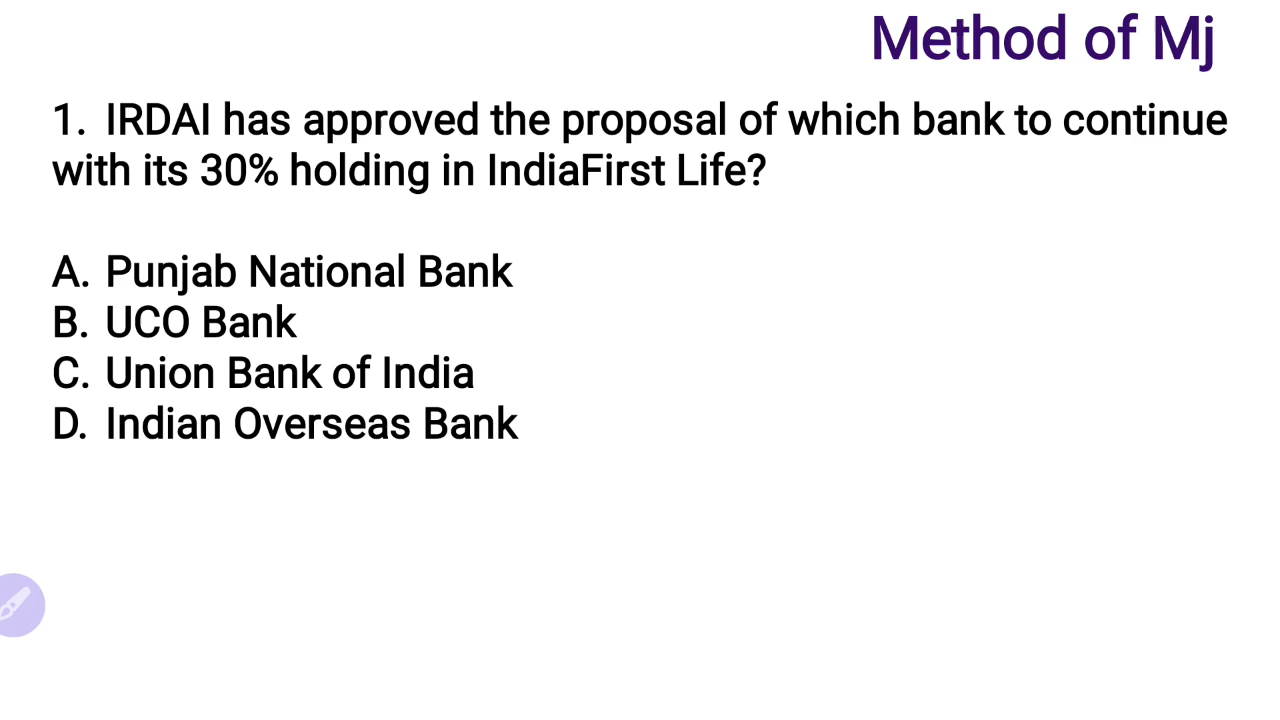 Method of Mj
1. IRDAI has approved the proposal of which bank to continue
with its 30% holding in IndiaFirst Life?
A. Punjab National Bank
B. UCO Bank
C. Union Bank of India
D. Indian Overseas Bank